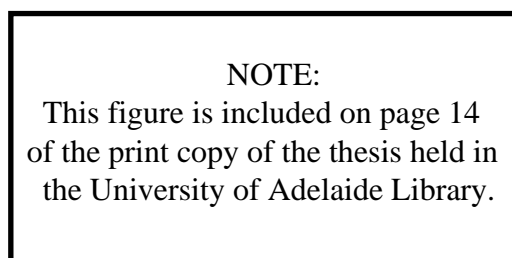 NOTE:
This figure is included on page 14
of the print copy of the thesis held in
the University of Adelaide Library.